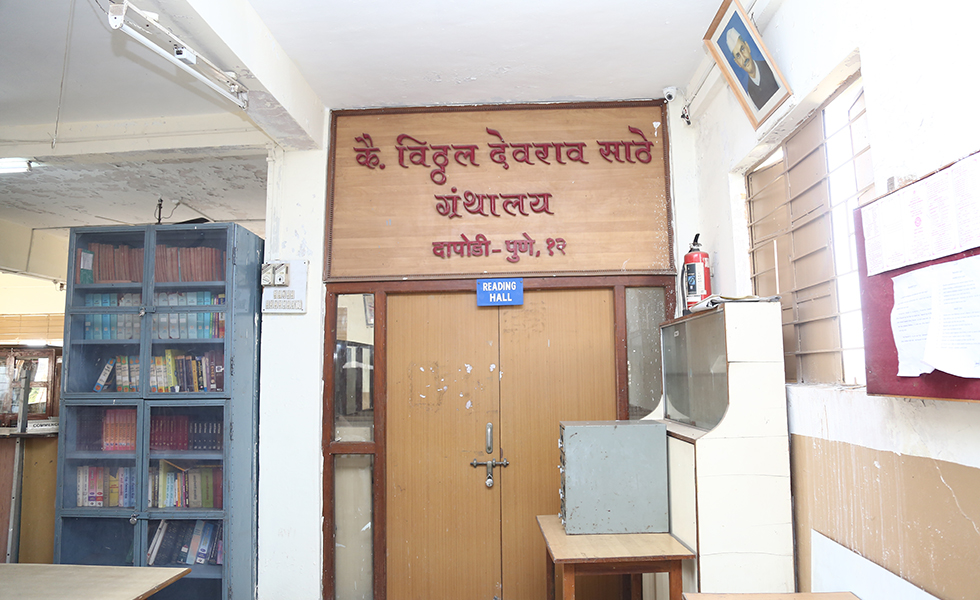 कै. विठ्ठल देवराव साठे
ग्रंथालय
दापोडी - पुणे, १२
READING
HALL